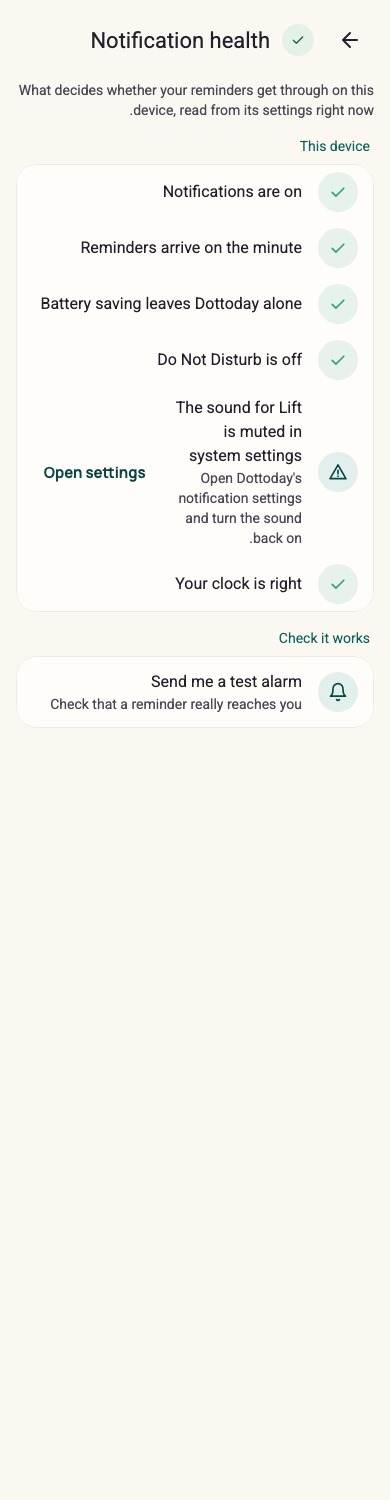 Notification health
What decides whether your reminders get through on this
device, read from its settings right now.
This device
Notifications are on
Reminders arrive on the minute
Battery saving leaves Dottoday alone
Do Not Disturb is off
The sound for Lift
is muted in
system settings
Open Dottoday's
notification settings
and turn the sound
back on.
Open settings
Your clock is right
Check it works
Send me a test alarm
Check that a reminder really reaches you